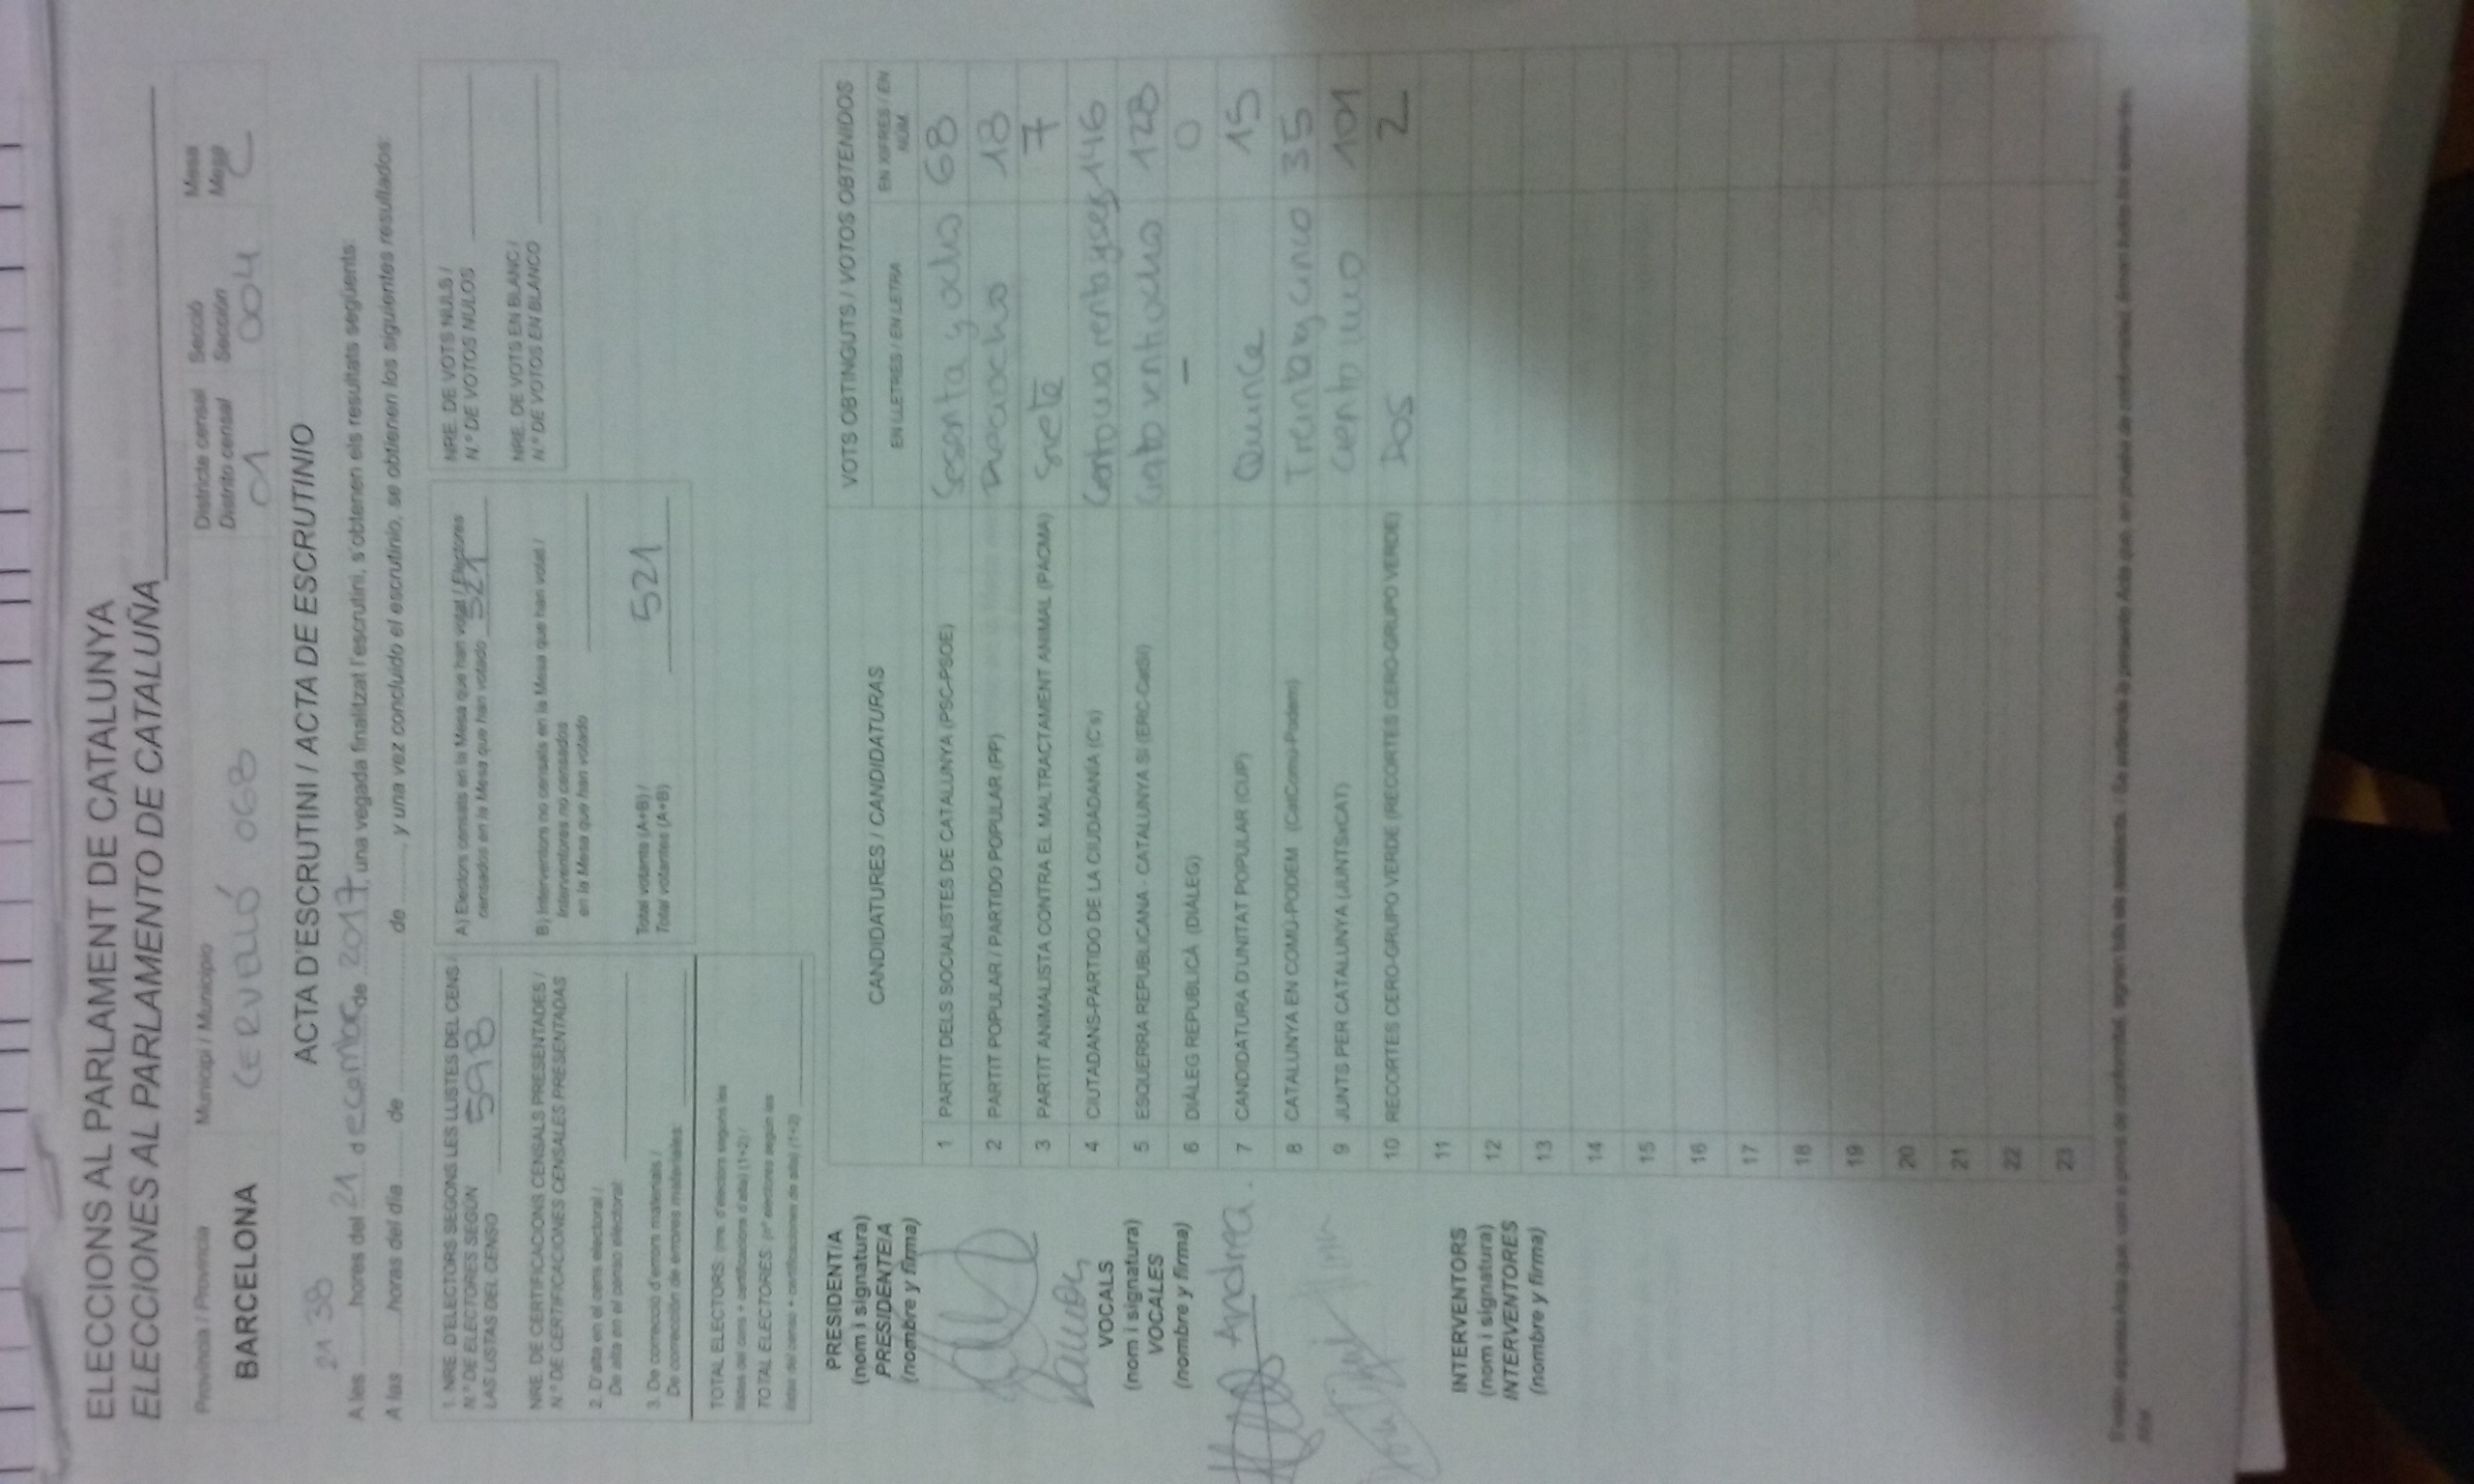 ELECCIONS AL PARLAMENT DE CATALUNYA
ELECCIONES AL PARLAMENTO DE CATALUÑA
Província / Provincia
BARCELONA
Municipi / Municipio
CERVELLÓ 068
Districte censal
Distrito censal
01
Secció
Sección
004
Mesa
Mesa
C
ACTA D'ESCRUTINI / ACTA DE ESCRUTINIO
21 38
A les ........ hores del 21 d ecembre de 2017, una vegada finalitzat l'escrutini, s'obtenen els resultats següents:
A las ........ horas del día ........ de ........ de ........, y una vez concluido el escrutinio, se obtienen los siguientes resultados:
1. NRE. D'ELECTORS SEGONS LES LLISTES DEL CENS /
N.º DE ELECTORES SEGÚN
LAS LISTAS DEL CENSO 598
NRE. DE CERTIFICACIONS CENSALS PRESENTADES /
N.º DE CERTIFICACIONES CENSALES PRESENTADAS
2. D'alta en el cens electoral /
De alta en el censo electoral:
3. De correcció d'errors materials /
De corrección de errores materiales:
TOTAL ELECTORS: (nre. d'electors segons les
llistes del cens + certificacions d'alta) (1+2) /
TOTAL ELECTORES: (nº electores según las
listas del censo + certificaciones de alta) (1+2)
A) Electors censats en la Mesa que han votat / Electores
censados en la Mesa que han votado 521
B) Interventors no censats en la Mesa que han votat /
Interventores no censados
en la Mesa que han votado
Total votants (A+B) /
Total votantes (A+B)
521
NRE. DE VOTS NULS /
N.º DE VOTOS NULOS
NRE. DE VOTS EN BLANC /
N.º DE VOTOS EN BLANCO
CANDIDATURES / CANDIDATURAS
VOTS OBTINGUTS / VOTOS OBTENIDOS
EN LLETRES / EN LETRA
EN XIFRES / EN NÚM.
1 PARTIT DELS SOCIALISTES DE CATALUNYA (PSC-PSOE) Sesenta y ocho 68
2 PARTIT POPULAR / PARTIDO POPULAR (PP) Dieciocho 18
3 PARTIT ANIMALISTA CONTRA EL MALTRACTAMENT ANIMAL (PACMA) Siete 7
4 CIUTADANS-PARTIDO DE LA CIUDADANÍA (C's) 146
5 ESQUERRA REPUBLICANA - CATALUNYA SÍ (ERC-CatSí) 128
6 DIÀLEG REPUBLICÀ (DIALEG) – 0
7 CANDIDATURA D'UNITAT POPULAR (CUP) Quince 15
8 CATALUNYA EN COMÚ-PODEM (CatComú-Podem) Treinta y cinco 35
9 JUNTS PER CATALUNYA (JUNTSxCAT) Ciento uno 101
10 RECORTES CERO-GRUPO VERDE (RECORTES CERO-GRUPO VERDE) Dos 2
11
12
13
14
15
16
17
18
19
20
21
22
23
PRESIDENT/A
(nom i signatura)
PRESIDENTE/A
(nombre y firma)
VOCALS
(nom i signatura)
VOCALES
(nombre y firma)
Andrea.
INTERVENTORS
(nom i signatura)
INTERVENTORES
(nombre y firma)